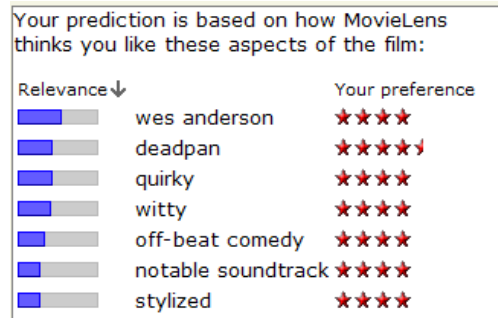 Your prediction is based on how MovieLens
thinks you like these aspects of the film:
Relevance Your preference
wes anderson
deadpan
quirky
witty
off-beat comedy
notable soundtrack
stylized